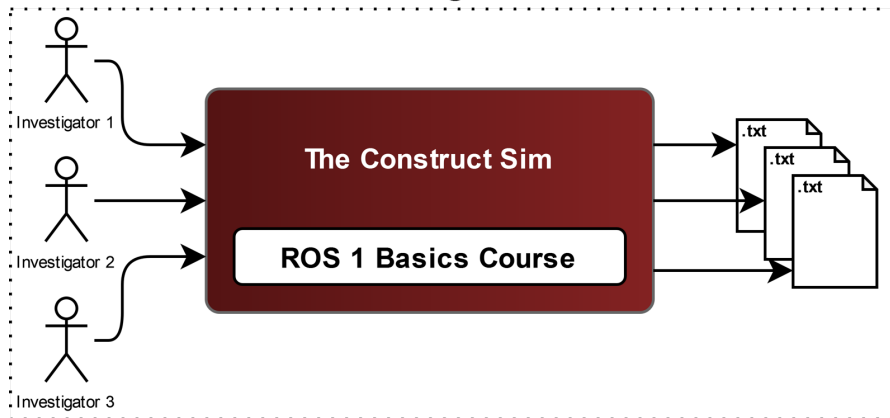 Investigator 1
Investigator 2
Investigator 3
The Construct Sim
ROS 1 Basics Course
.txt
.txt
.txt